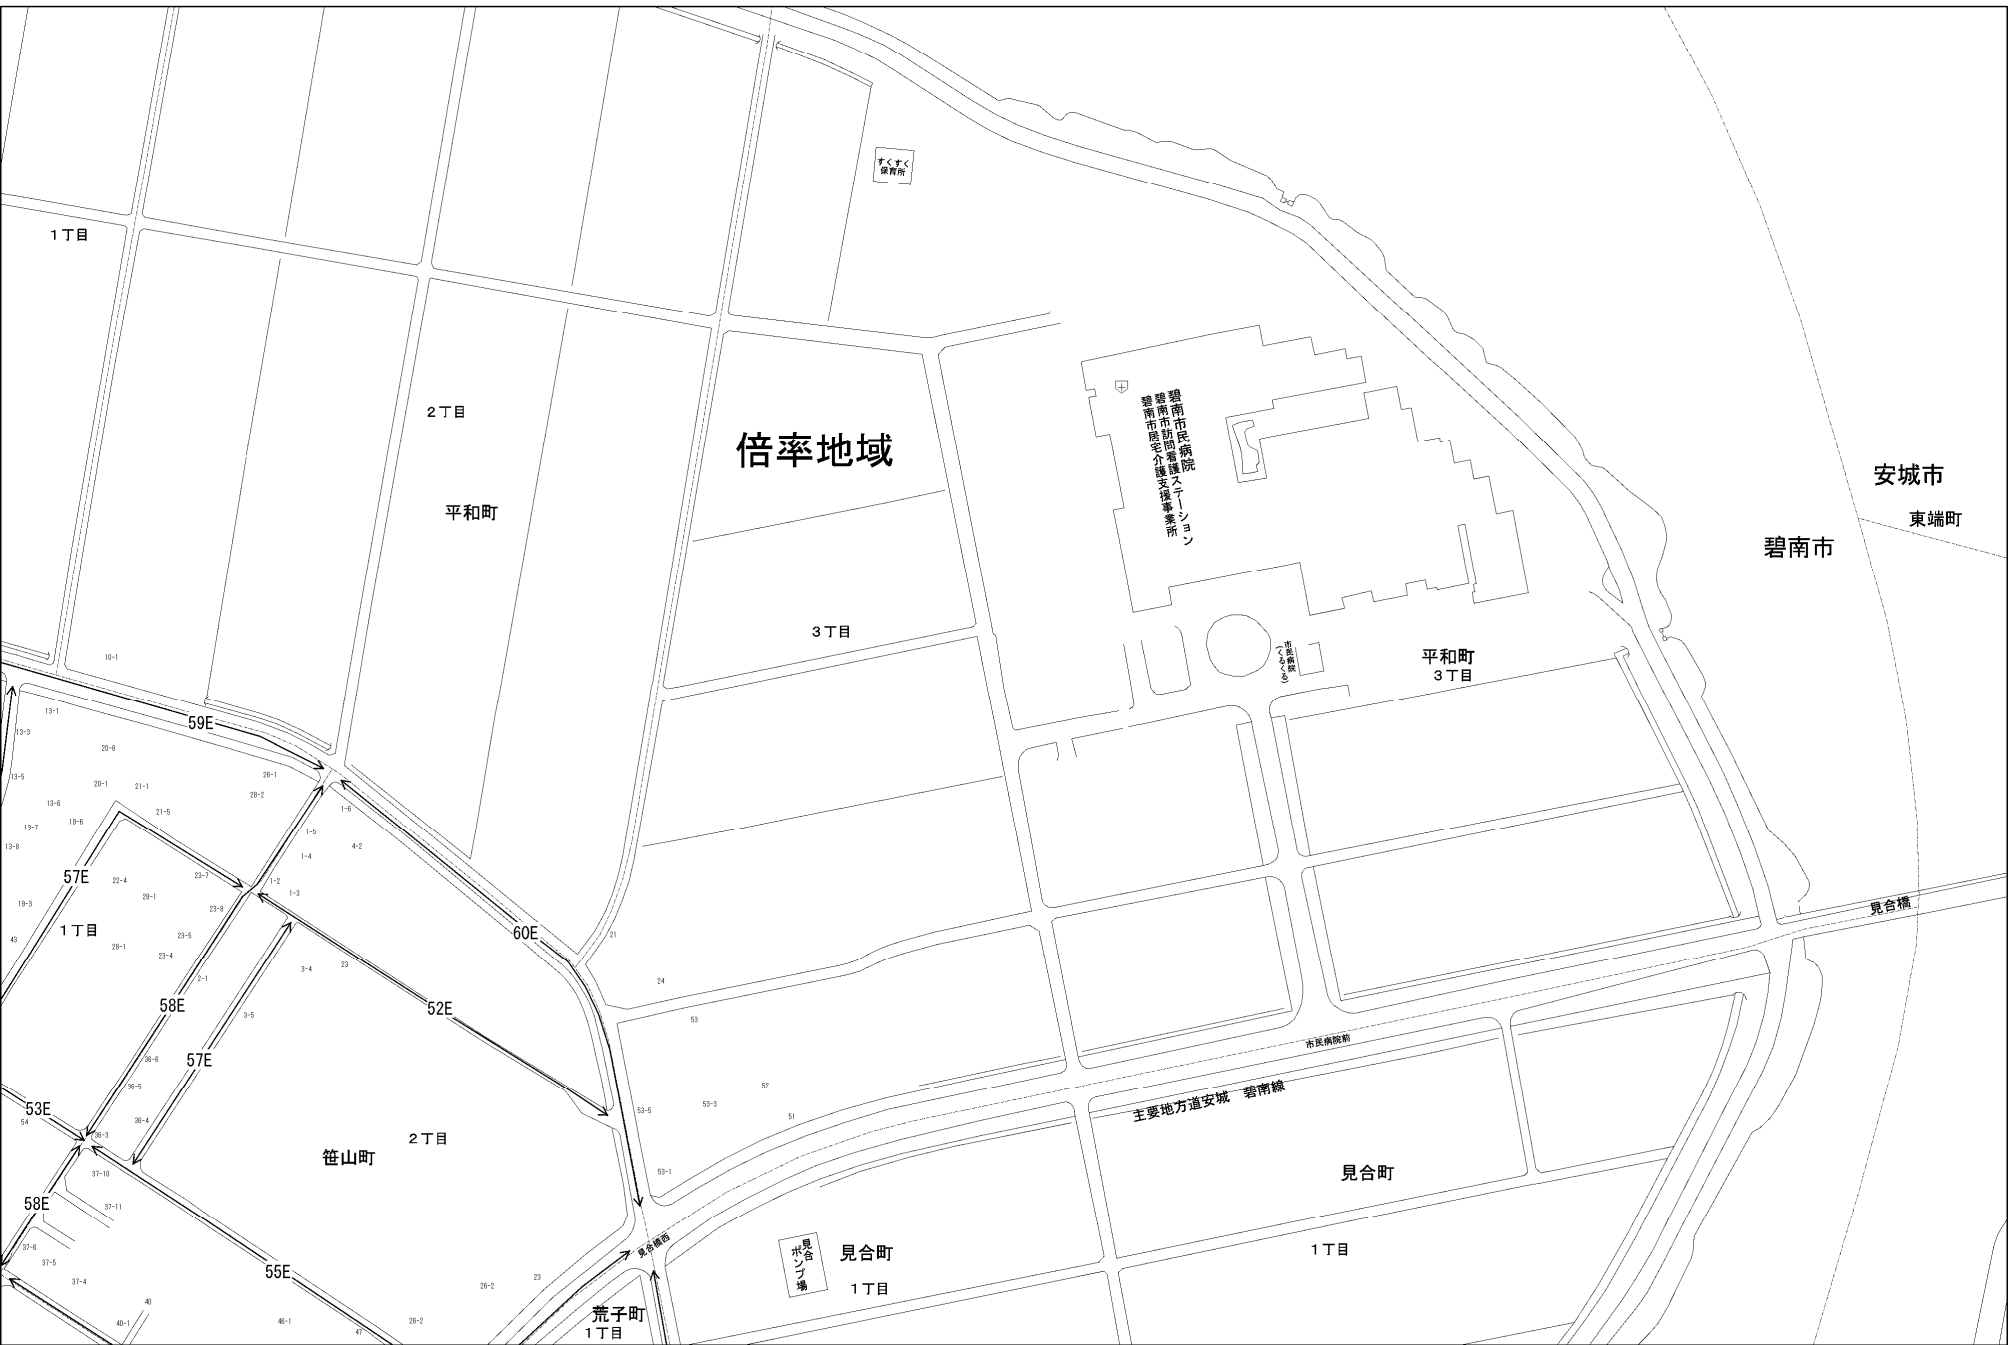 すくすく
保育所
1丁目
2丁目
倍率地域
平和町
碧南市民病院
碧南市訪問看護ステーション
碧南市居宅介護支援事業所
安城市
東端町
碧南市
3丁目
市民病院
(くるくる)
平和町
3丁目
10-1
59E
13-1
13-3
20-6
13-5
20-1
21-1
26-1
28-2
13-6
21-5
1-6
19-6
13-7
1-5
4-2
13-8
1-4
57E
22-4
23-7
1-2
1-3
28-1
19-3
23-8
見合橋
1丁目
43
28-1
23-5
60E
21
23-4
3-4
23
2-1
24
58E
52E
3-5
53
市民病院前
36-6
57E
36-5
52
主要地方道安城 碧南線
53E
54
53-5
53-3
51
36-4
36-3
2丁目
笹山町
37-10
53-1
見合町
58E
37-11
見合橋西
37-6
37-5
55E
見合
ポンプ場
見合町
1丁目
1丁目
37-4
23
26-2
40
40-1
46-1
47
26-2
荒子町
1丁目